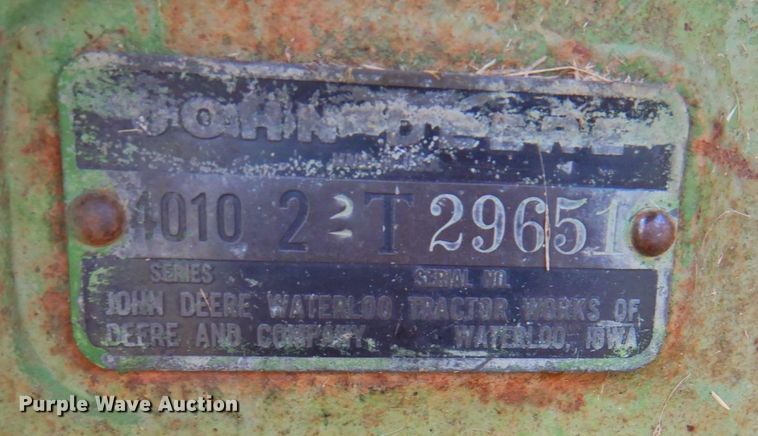 JOHN DEERE
4010 2 2 T 29651
SERIES SERIAL NO.
JOHN DEERE WATERLOO TRACTOR WORKS OF
DEERE AND COMPANY WATERLOO, IOWA
Purple Wave Auction